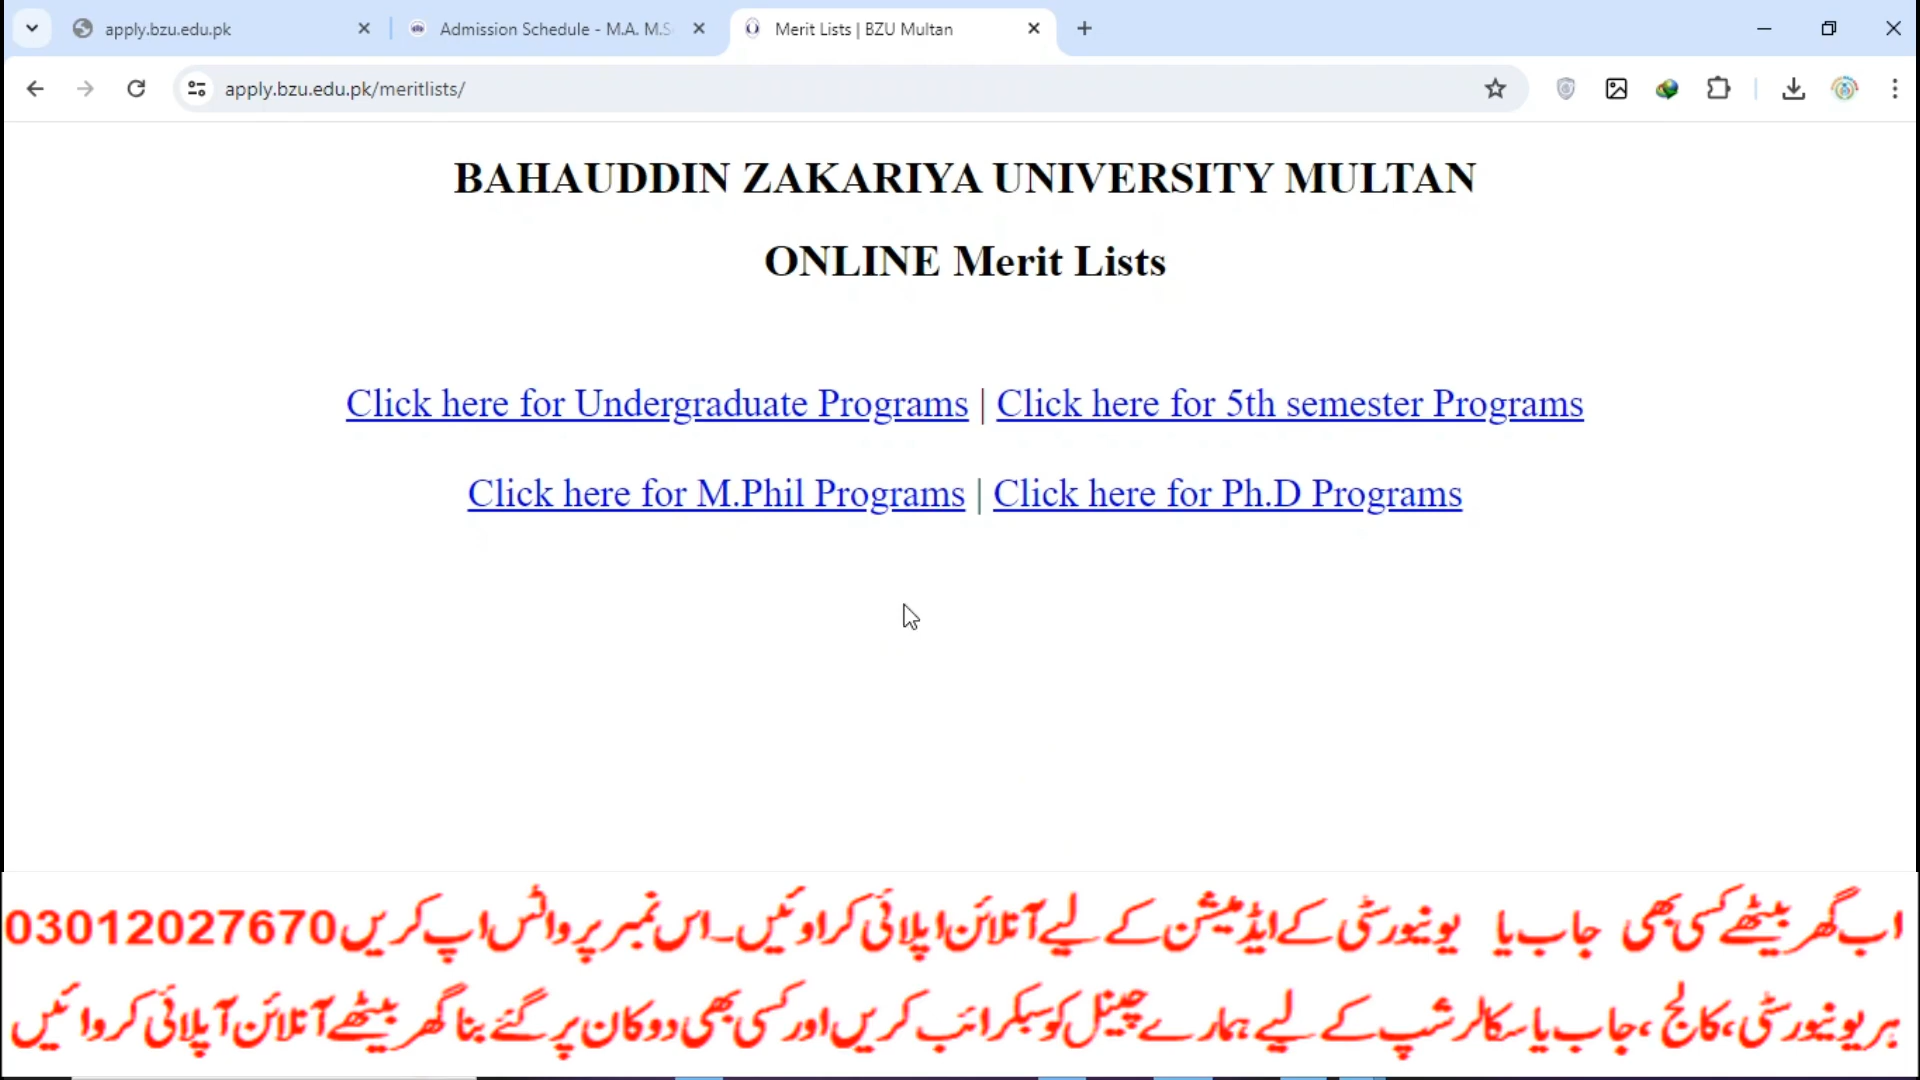 apply.bzu.edu.pk
Admission Schedule - M.A. M.S
Merit Lists | BZU Multan
apply.bzu.edu.pk/meritlists/
BAHAUDDIN ZAKARIYA UNIVERSITY MULTAN
ONLINE Merit Lists
Click here for Undergraduate Programs | Click here for 5th semester Programs
Click here for M.Phil Programs | Click here for Ph.D Programs
اب گھر بیٹھے کسی بھی جاب یا یونیورسٹی کے ایڈمیشن کے لیے آنلائن اپلائی کراوئیں۔اس نمبر پر واٹس اپ کریں 03012027670
ہر یونیورسٹی، کالج ، جاب یا سکالرشپ کے لیے ہمارے چینل کو سبکرائب کریں اور کسی بھی دوکان پر گئے بنا گھر بیٹھے آنلائن آپلائی کروائیں